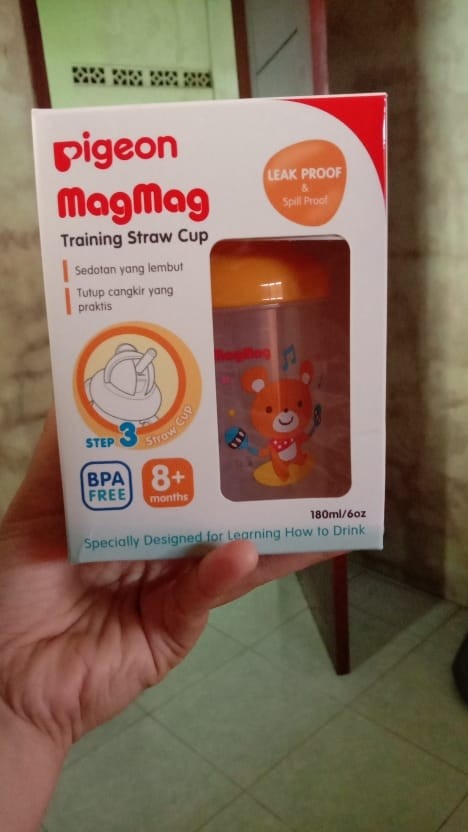 Pigeon
MagMag
Training Straw Cup
LEAK PROOF
&
Spill Proof
Sedotan yang lembut
Tutup cangkir yang
praktis
MagMag
STEP 3 Straw Cup
BPA
FREE
8+
months
180ml/6oz
Specially Designed for Learning How to Drink